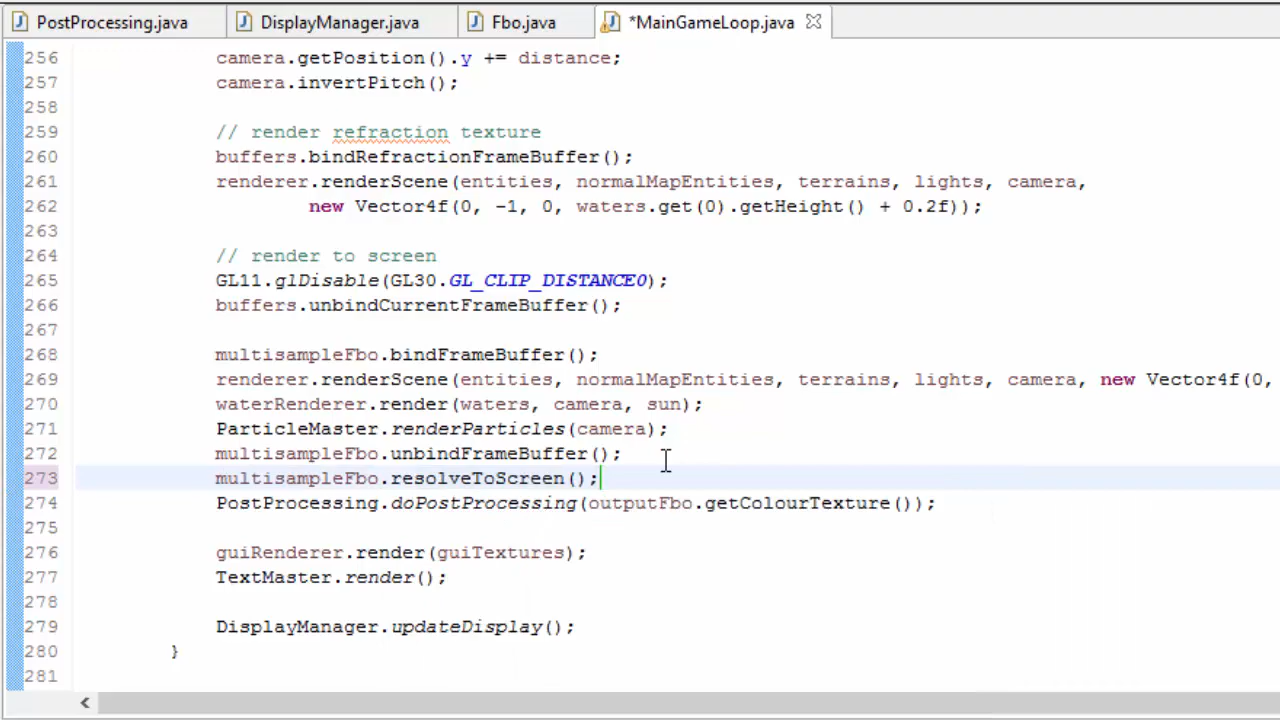 PostProcessing.java DisplayManager.java Fbo.java *MainGameLoop.java
256 camera.getPosition().y += distance;
257 camera.invertPitch();
258
259 // render refraction texture
260 buffers.bindRefractionFrameBuffer();
261 renderer.renderScene(entities, normalMapEntities, terrains, lights, camera,
262 new Vector4f(0, -1, 0, waters.get(0).getHeight() + 0.2f));
263
264 // render to screen
265 GL11.glDisable(GL30.GL_CLIP_DISTANCE0);
266 buffers.unbindCurrentFrameBuffer();
267
268 multisampleFbo.bindFrameBuffer();
269 renderer.renderScene(entities, normalMapEntities, terrains, lights, camera, new Vector4f(0,
270 waterRenderer.render(waters, camera, sun);
271 ParticleMaster.renderParticles(camera);
272 multisampleFbo.unbindFrameBuffer();
273 multisampleFbo.resolveToScreen();
274 PostProcessing.doPostProcessing(outputFbo.getColourTexture());
275
276 guiRenderer.render(guiTextures);
277 TextMaster.render();
278
279 DisplayManager.updateDisplay();
280 }
281